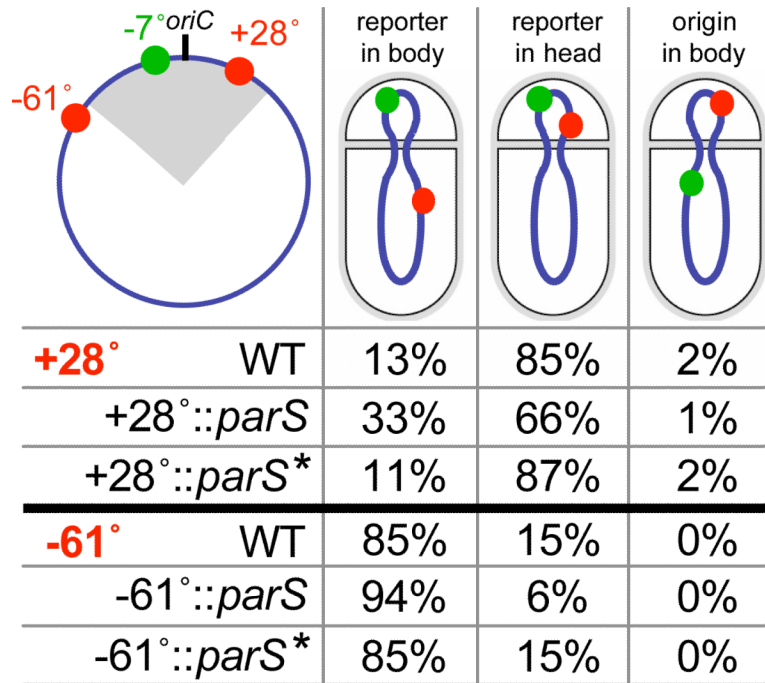 -7° oriC +28°
-61°
reporter in body
reporter in head
origin in body
+28° WT 13% 85% 2%
+28°::parS 33% 66% 1%
+28°::parS* 11% 87% 2%
-61° WT 85% 15% 0%
-61°::parS 94% 6% 0%
-61°::parS* 85% 15% 0%